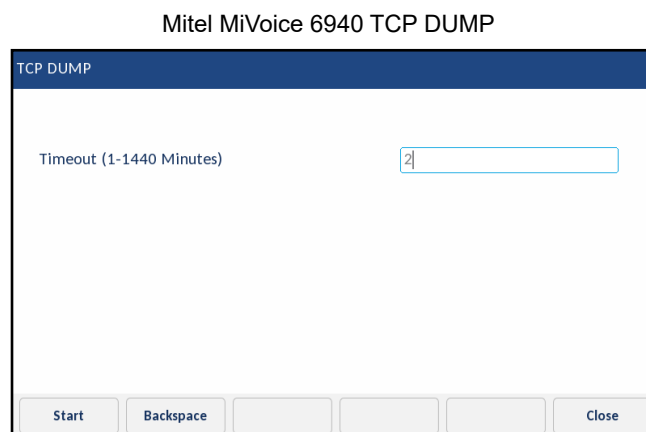 Mitel MiVoice 6940 TCP DUMP
TCP DUMP
Timeout (1-1440 Minutes) 2
Start Backspace Close